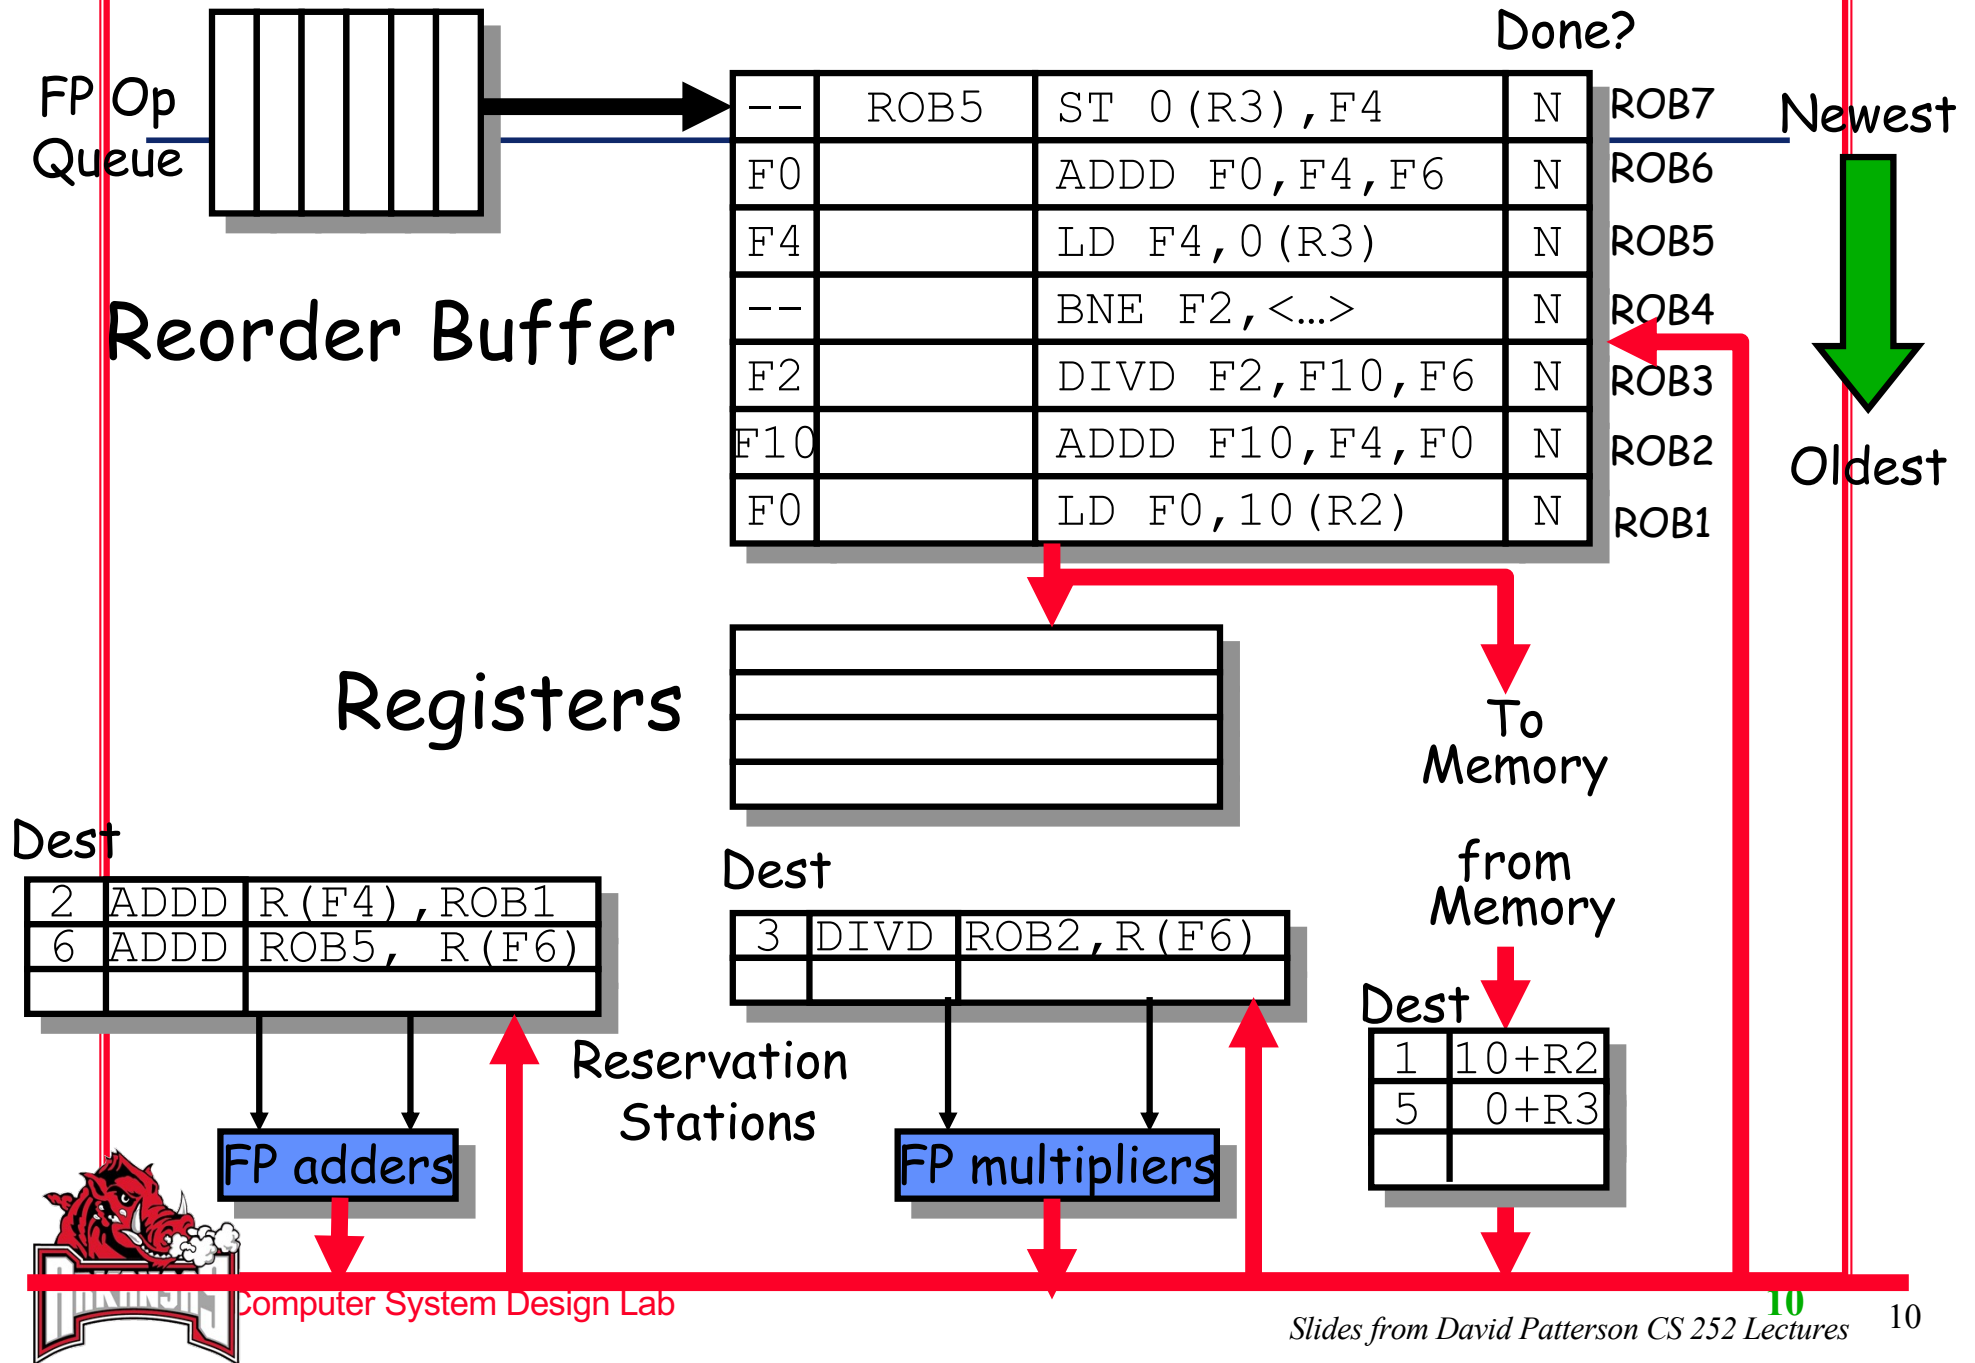 Done?
FP Op
Queue
-- ROB5 ST 0(R3),F4 N ROB7
Newest
F0 ADDD F0,F4,F6 N ROB6
F4 LD F4,0(R3) N ROB5
-- BNE F2,<…> N ROB4
Reorder Buffer
F2 DIVD F2,F10,F6 N ROB3
F10 ADDD F10,F4,F0 N ROB2
Oldest
F0 LD F0,10(R2) N ROB1
Registers
To
Memory
from
Memory
Dest
2 ADDD R(F4),ROB1
6 ADDD ROB5, R(F6)
Dest
3 DIVD ROB2,R(F6)
Dest
1 10+R2
5 0+R3
Reservation
Stations
FP adders
FP multipliers
ARKANSAS
Computer System Design Lab
10
Slides from David Patterson CS 252 Lectures
10